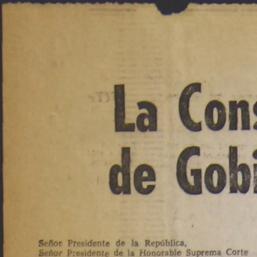 La Cons
de Gobi
Señor Presidente de la República,
Señor Presidente de la Honorable Suprema Corte